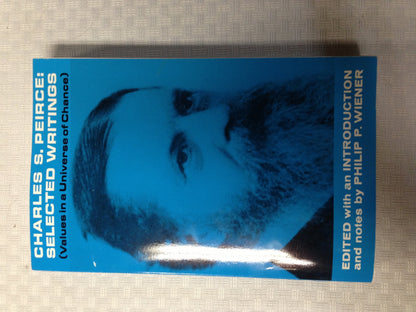 CHARLES S. PEIRCE:
SELECTED WRITINGS
(Values in a Universe of Chance)
EDITED with an INTRODUCTION
and notes by PHILIP P. WIENER